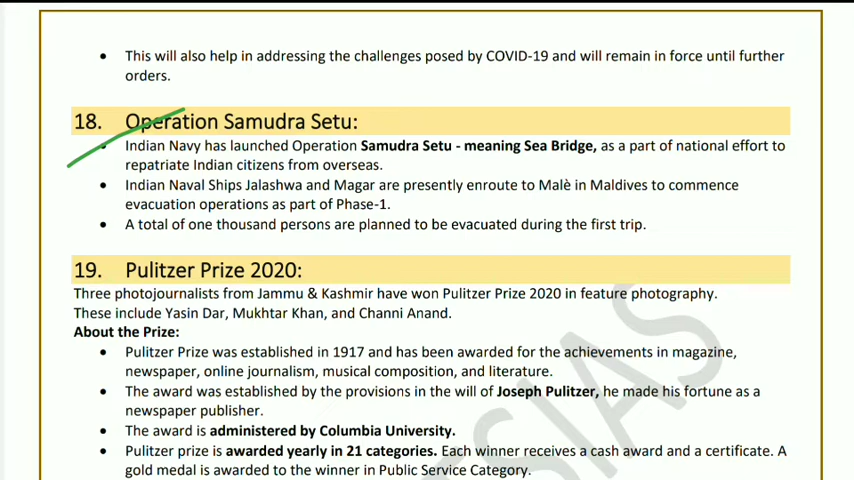 This will also help in addressing the challenges posed by COVID-19 and will remain in force until further
orders.
18. Operation Samudra Setu:
Indian Navy has launched Operation Samudra Setu - meaning Sea Bridge, as a part of national effort to
repatriate Indian citizens from overseas.
Indian Naval Ships Jalashwa and Magar are presently enroute to Malè in Maldives to commence
evacuation operations as part of Phase-1.
A total of one thousand persons are planned to be evacuated during the first trip.
19. Pulitzer Prize 2020:
Three photojournalists from Jammu & Kashmir have won Pulitzer Prize 2020 in feature photography.
These include Yasin Dar, Mukhtar Khan, and Channi Anand.
About the Prize:
Pulitzer Prize was established in 1917 and has been awarded for the achievements in magazine,
newspaper, online journalism, musical composition, and literature.
The award was established by the provisions in the will of Joseph Pulitzer, he made his fortune as a
newspaper publisher.
The award is administered by Columbia University.
Pulitzer prize is awarded yearly in 21 categories. Each winner receives a cash award and a certificate. A
gold medal is awarded to the winner in Public Service Category.